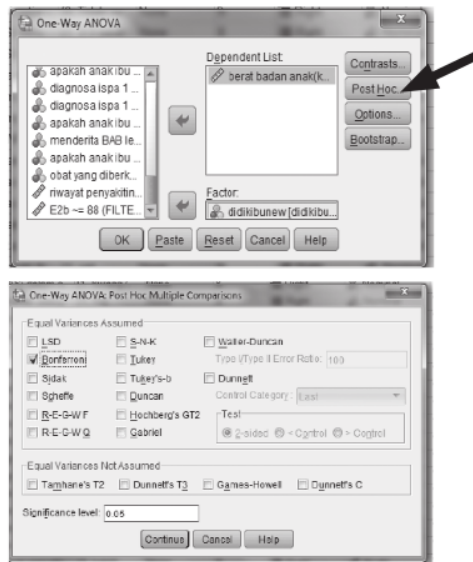 One-Way ANOVA
Dependent List:
apakah anak ibu ...
diagnosa ispa 1 ...
diagnosa ispa 1 ...
apakah anak ibu ...
menderita BAB le...
apakah anak ibu ...
obat yang diberk...
riwayat penyakitin...
E2b ~= 88 (FILTE...
berat badan anak(k...
Contrasts...
Post Hoc...
Options...
Bootstrap...
Factor:
didikibunew [didikibu...
OK Paste Reset Cancel Help
One-Way ANOVA: Post Hoc Multiple Comparisons
Equal Variances Assumed
LSD S-N-K Waller-Duncan
Bonferroni Tukey Type I/Type II Error Ratio: 100
Sidak Tukey's-b Dunnett
Scheffe Duncan Control Category: Last
R-E-G-W F Hochberg's GT2 Test
R-E-G-W Q Gabriel 2-sided < Control > Control
Equal Variances Not Assumed
Tamhane's T2 Dunnett's T3 Games-Howell Dunnett's C
Significance level: 0.05
Continue Cancel Help